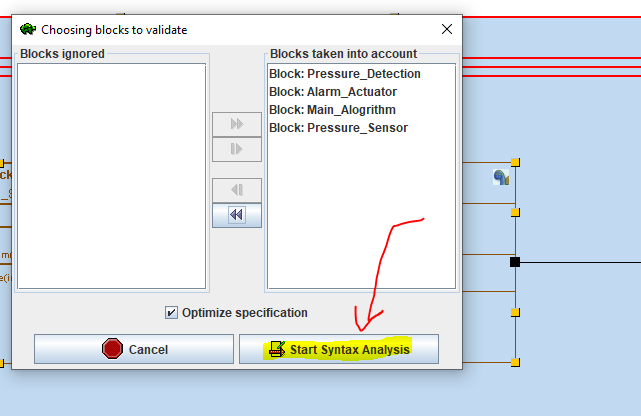 Choosing blocks to validate
Blocks ignored
Blocks taken into account
Block: Pressure_Detection
Block: Alarm_Actuator
Block: Main_Alogrithm
Block: Pressure_Sensor
Optimize specification
Cancel
Start Syntax Analysis